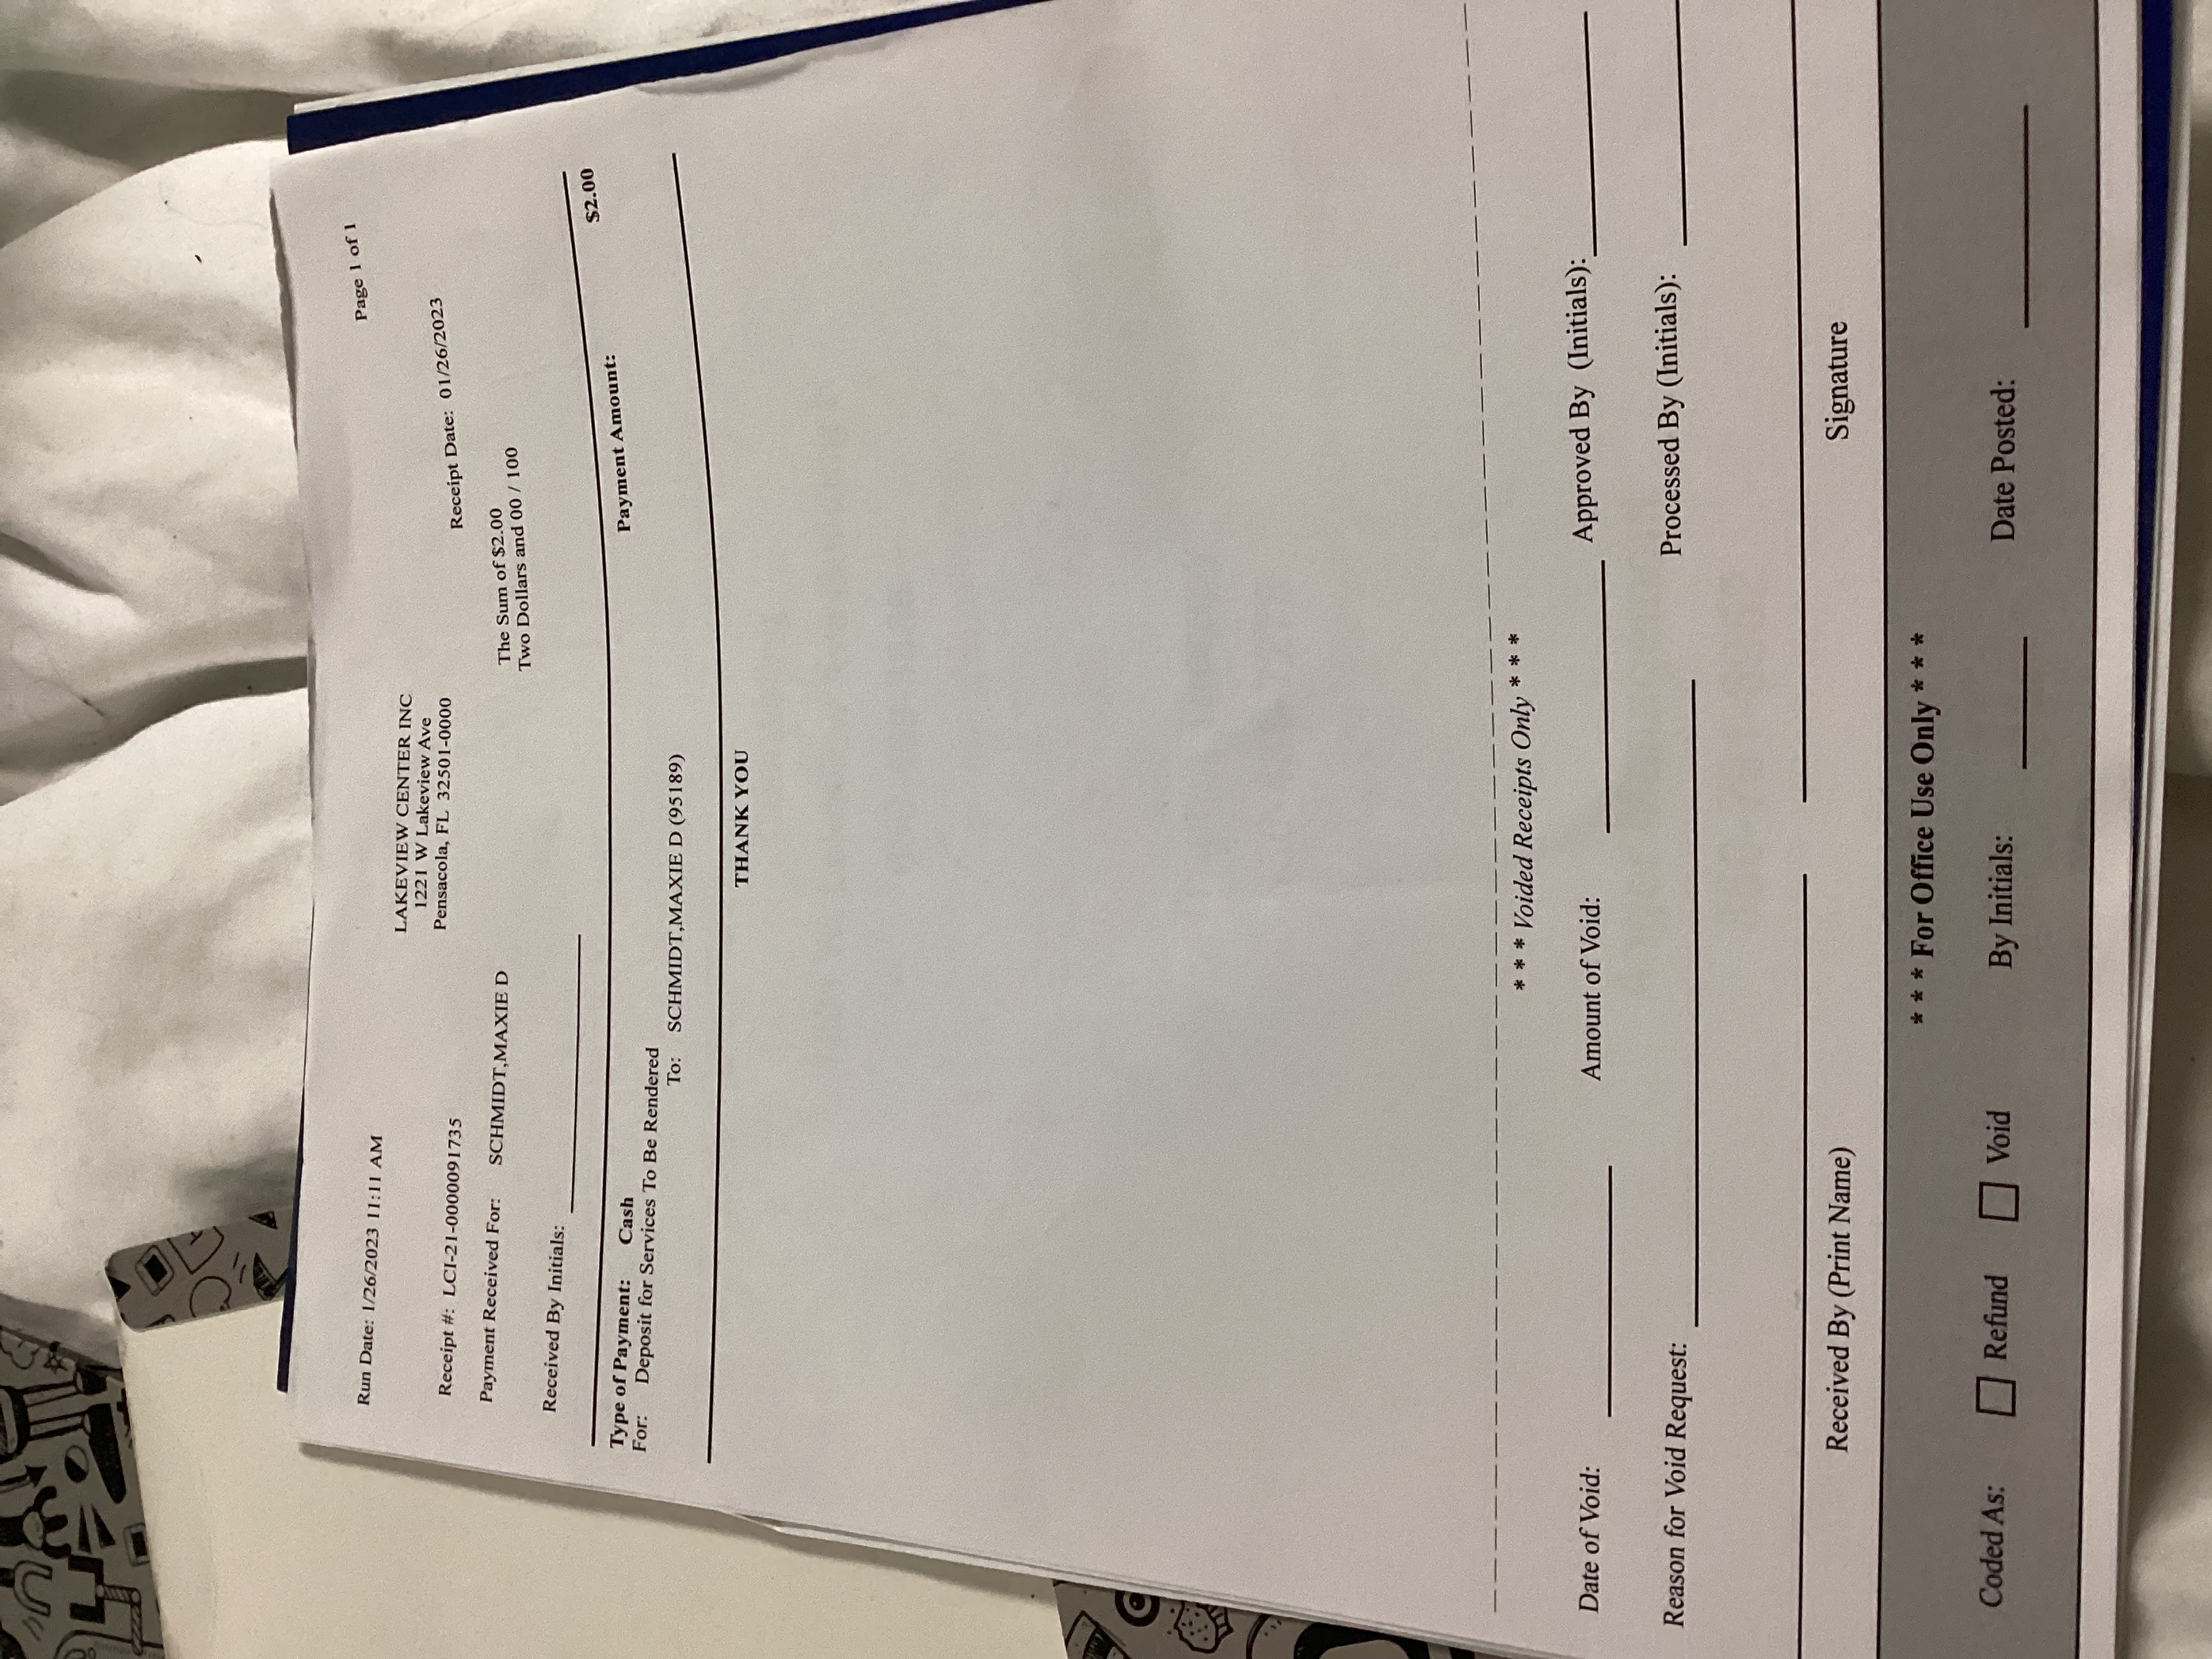 Run Date: 1/26/2023 11:11 AM
Page 1 of 1
LAKEVIEW CENTER INC
1221 W Lakeview Ave
Pensacola, FL 32501-0000
Receipt #: LCI-21-0000091735
Receipt Date: 01/26/2023
Payment Received For: SCHMIDT,MAXIE D
The Sum of $2.00
Two Dollars and 00 / 100
Received By Initials:
Type of Payment: Cash
Payment Amount: $2.00
For: Deposit for Services To Be Rendered
To: SCHMIDT,MAXIE D (95189)
THANK YOU
* * * Voided Receipts Only * * *
Date of Void: Amount of Void: Approved By (Initials):
Reason for Void Request: Processed By (Initials):
Received By (Print Name) Signature
* * * For Office Use Only * * *
Coded As: Refund Void By Initials: Date Posted: